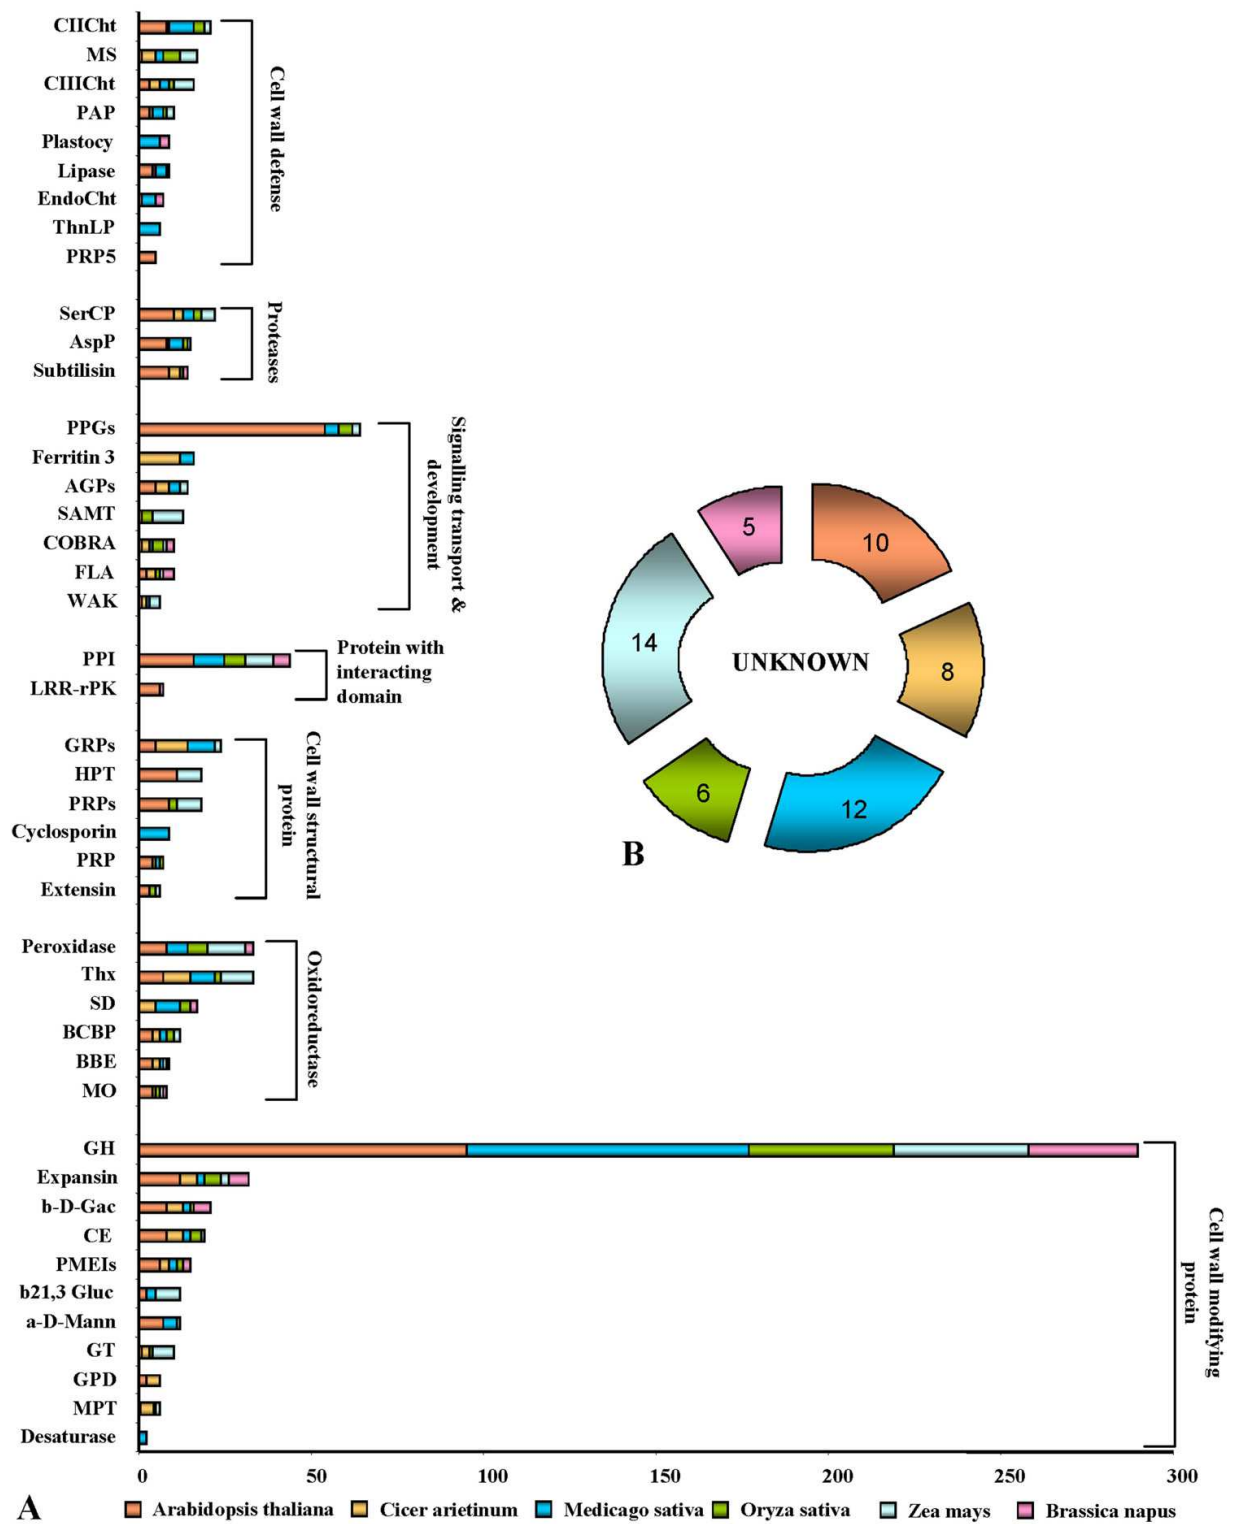 CIICht
MS
CIIICht
PAP
Plastocy
Lipase
EndoCht
ThnLP
PRP5
Cell wall defense
SerCP
AspP
Subtilisin
Proteases
PPGs
Ferritin 3
AGPs
SAMT
COBRA
FLA
WAK
Signalling transport &
development
PPI
LRR-rPK
Protein with
interacting
domain
GRPs
HPT
PRPs
Cyclosporin
PRP
Extensin
Cell wall structural
protein
Peroxidase
Thx
SD
BCBP
BBE
MO
Oxidoreductase
GH
Expansin
b-D-Gac
CE
PMEIs
b21,3 Gluc
a-D-Mann
GT
GPD
MPT
Desaturase
Cell wall modifying
protein
0 50 100 150 200 250 300
A
Arabidopsis thaliana Cicer arietinum Medicago sativa Oryza sativa Zea mays Brassica napus
5
10
14
8
UNKNOWN
6
12
B